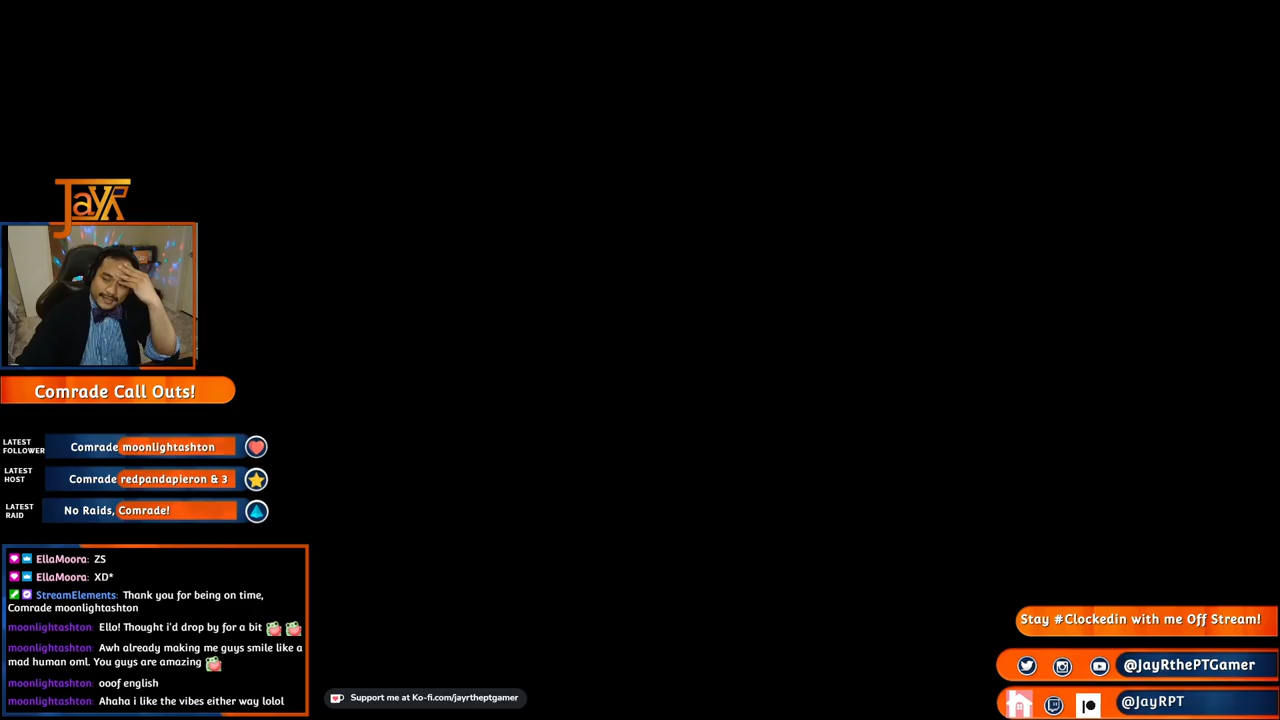 JayR
Comrade Call Outs!
LATEST
FOLLOWER
Comrade moonlightashton
LATEST
HOST
Comrade redpandapieron & 3
LATEST
RAID
No Raids, Comrade!
EllaMoora: ZS
EllaMoora: XD*
StreamElements: Thank you for being on time,
Comrade moonlightashton
moonlightashton: Ello! Thought i'd drop by for a bit
moonlightashton: Awh already making me guys smile like a
mad human oml. You guys are amazing
moonlightashton: ooof english
moonlightashton: Ahaha i like the vibes either way lolol
Support me at Ko-fi.com/jayrtheptgamer
Stay #Clockedin with me Off Stream!
@JayRthePTGamer
@JayRPT